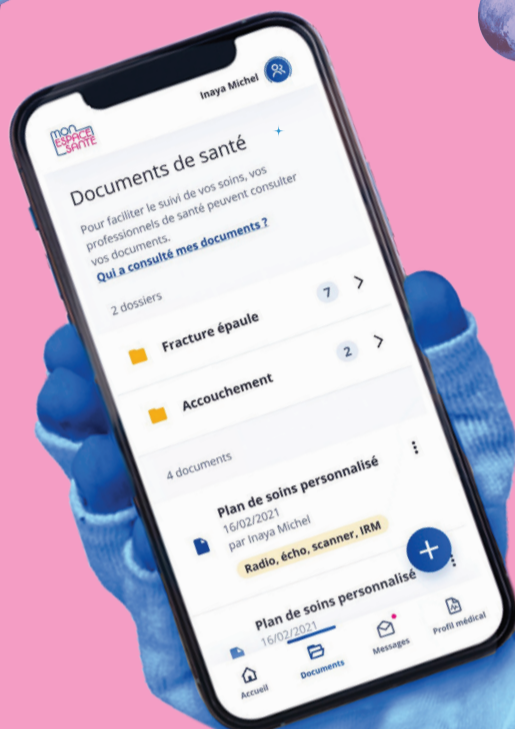 Inaya Michel
mon
ESPACE
SANTÉ
Documents de santé
Pour faciliter le suivi de vos soins, vos
professionnels de santé peuvent consulter
vos documents.
Qui a consulté mes documents ?
2 dossiers
Fracture épaule
7
Accouchement
2
4 documents
Plan de soins personnalisé
16/02/2021
par Inaya Michel
Radio, écho, scanner, IRM
Plan de soins personnalisé
16/02/2021
Accueil
Documents
Messages
Profil médical